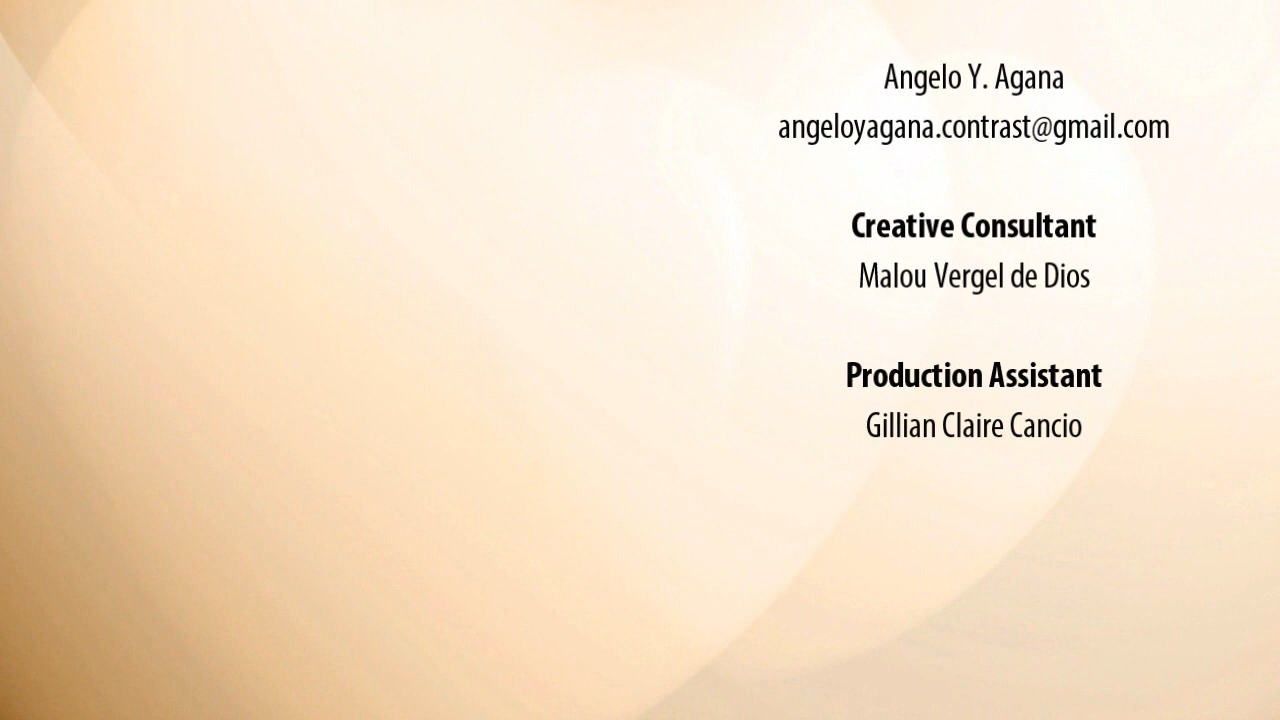 Angelo Y. Agana
angeloyagana.contrast@gmail.com
Creative Consultant
Malou Vergel de Dios
Production Assistant
Gillian Claire Cancio